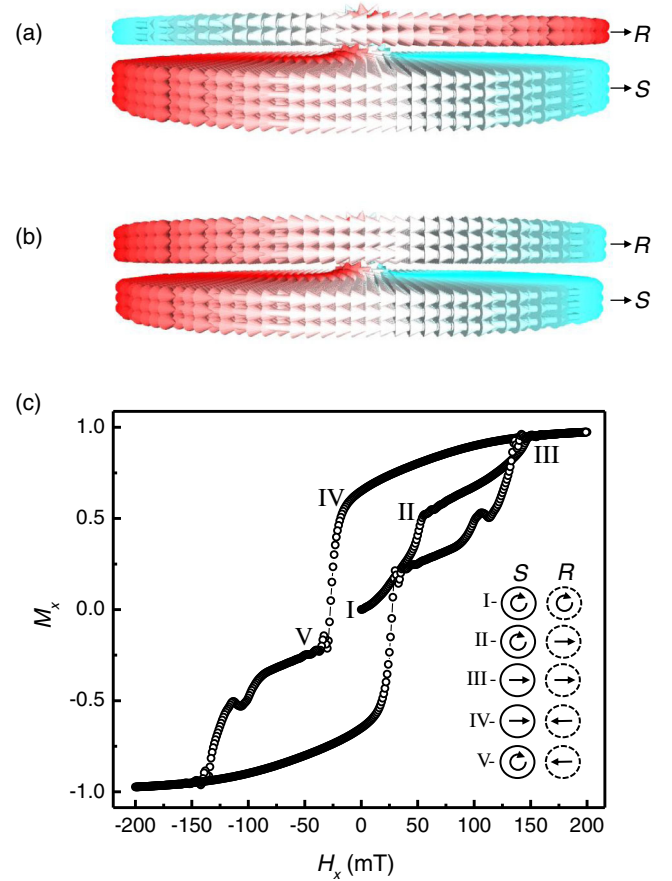 (a)
R
S
(b)
R
S
(c)
1.0
0.5
0.0
-0.5
-1.0
M_x
IV
II
III
I
V
S R
I-
II-
III-
IV-
V-
-200 -150 -100 -50 0 50 100 150 200
H_x (mT)